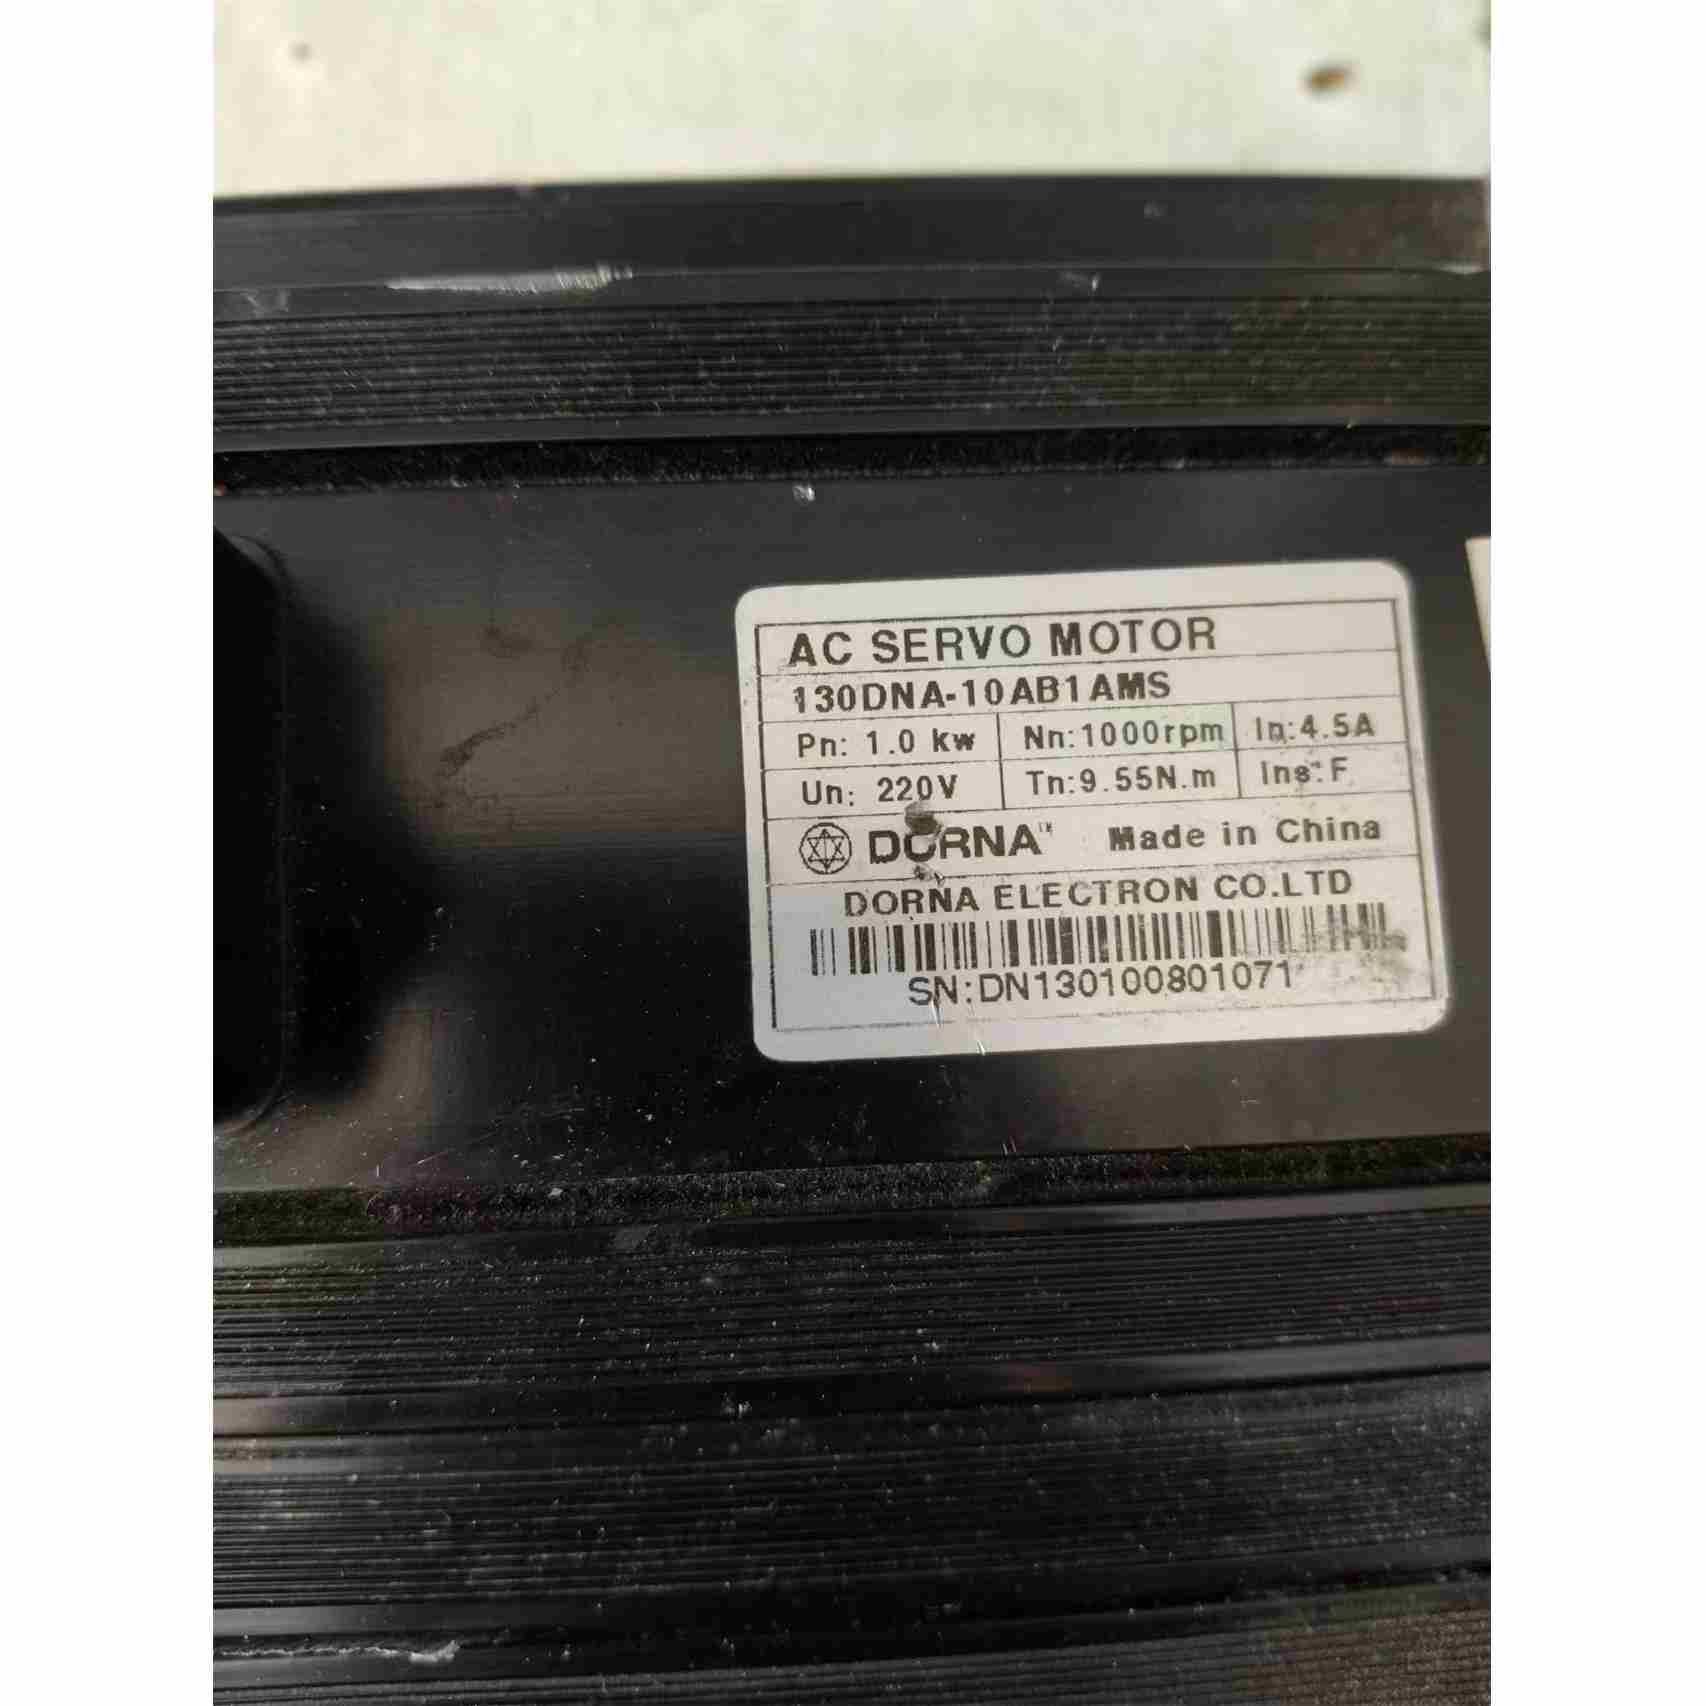 AC SERVO MOTOR
130DNA-10AB1AMS
Pn: 1.0 kw Nn:1000rpm In:4.5A
Un: 220V Tn:9.55N.m Ins:F
DORNA™ Made in China
DORNA ELECTRON CO.LTD
SN:DN130100801071